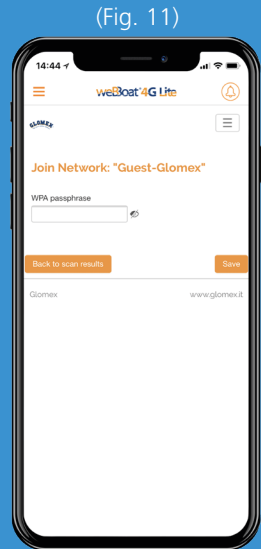 (Fig. 11)
14:44
weBBoat 4G Lite
GLOMEX
Join Network: "Guest-Glomex"
WPA passphrase
Back to scan results Save
Glomex www.glomex.it